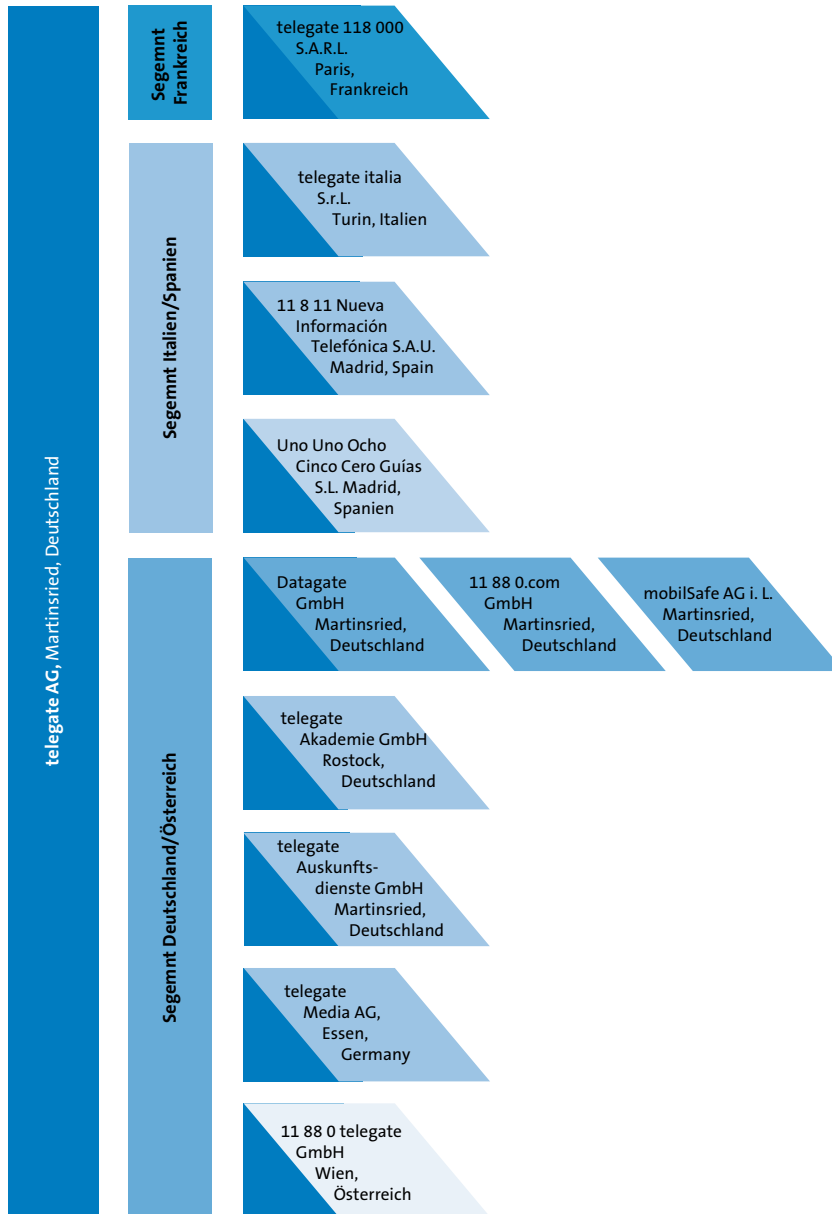 telegate AG, Martinsried, Deutschland
Segemnt
Frankreich
telegate 118 000
S.A.R.L.
Paris,
Frankreich
Segemnt Italien/Spanien
telegate italia
S.r.L.
Turin, Italien
11 8 11 Nueva
Información
Telefónica S.A.U.
Madrid, Spain
Uno Uno Ocho
Cinco Cero Guías
S.L. Madrid,
Spanien
Segemnt Deutschland/Österreich
Datagate
GmbH
Martinsried,
Deutschland
11 88 0.com
GmbH
Martinsried,
Deutschland
mobilSafe AG i. L.
Martinsried,
Deutschland
telegate
Akademie GmbH
Rostock,
Deutschland
telegate
Auskunfts-
dienste GmbH
Martinsried,
Deutschland
telegate
Media AG,
Essen,
Germany
11 88 0 telegate
GmbH
Wien,
Österreich